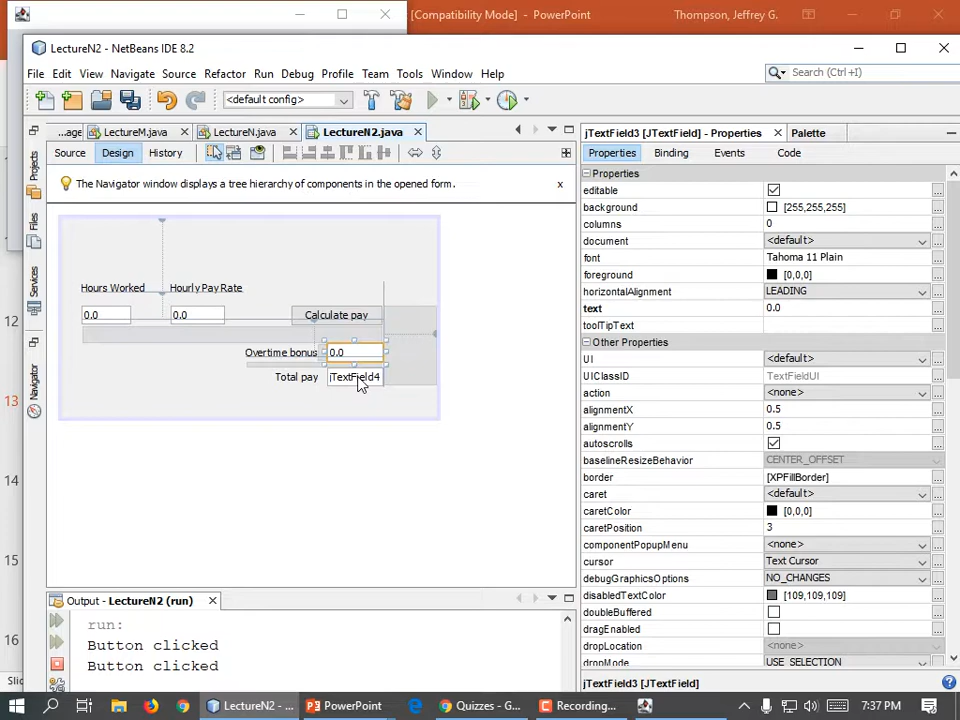 [Compatibility Mode] - PowerPoint
Thompson, Jeffrey G.
LectureN2 - NetBeans IDE 8.2
File Edit View Navigate Source Refactor Run Debug Profile Team Tools Window Help
Search (Ctrl+I)
<default config>
...age LectureM.java LectureN.java LectureN2.java
jTextField3 [JTextField] - Properties Palette
Source Design History
Properties Binding Events Code
The Navigator window displays a tree hierarchy of components in the opened form. x
Projects
Files
Services
Navigator
Hours Worked Hourly Pay Rate
0.0 0.0 Calculate pay
Overtime bonus 0.0
Total pay jTextField4
Properties
editable
background [255,255,255]
columns 0
document <default>
font Tahoma 11 Plain
foreground [0,0,0]
horizontalAlignment LEADING
text 0.0
toolTipText
Other Properties
UI <default>
UIClassID TextFieldUI
action <none>
alignmentX 0.5
alignmentY 0.5
autoscrolls
baselineResizeBehavior CENTER_OFFSET
border [XPFillBorder]
caret <default>
caretColor [0,0,0]
caretPosition 3
componentPopupMenu <none>
cursor Text Cursor
debugGraphicsOptions NO_CHANGES
disabledTextColor [109,109,109]
doubleBuffered
dragEnabled
dropLocation <none>
dropMode USE_SELECTION
jTextField3 [JTextField]
12
13
14
15
16
Output - LectureN2 (run)
run:
Button clicked
Button clicked
LectureN2 - ... PowerPoint Quizzes - G... Recording... 7:37 PM